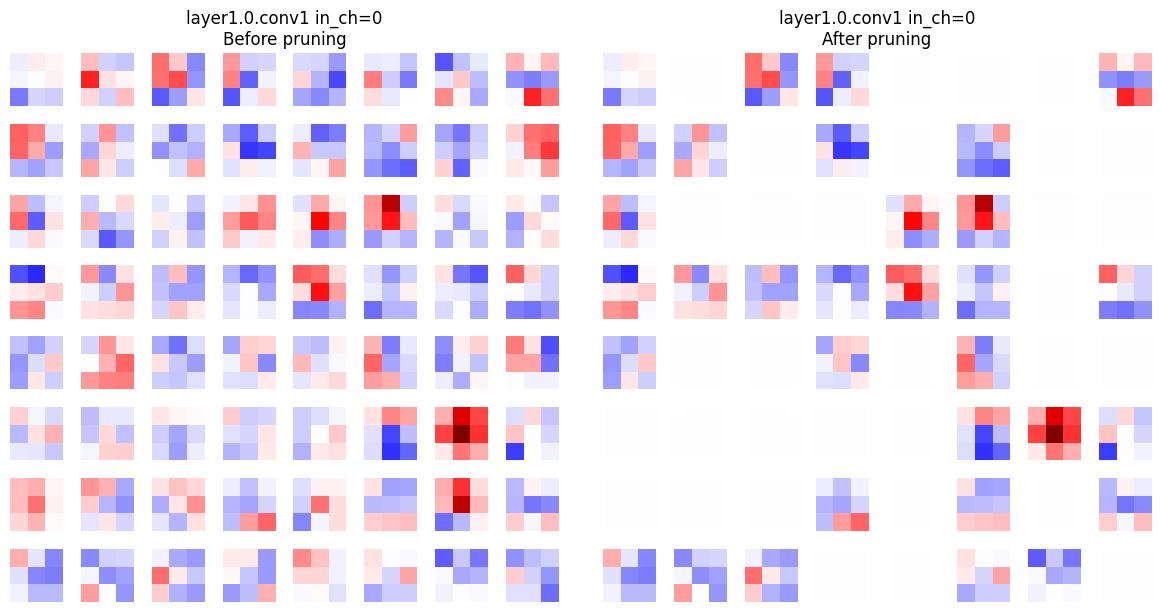 layer1.0.conv1 in_ch=0
Before pruning
layer1.0.conv1 in_ch=0
After pruning